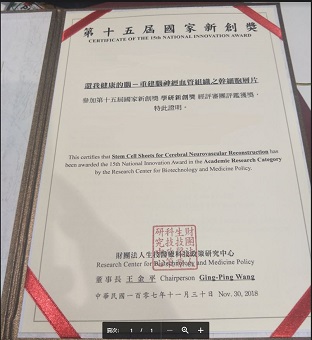 第十五屆國家新創獎
CERTIFICATE OF THE 15th NATIONAL INNOVATION AWARD
還我健康的腦－重建腦神經血管組織之幹細胞層片
參加第十五屆國家新創獎 學研新創獎 經評審團評鑑獲獎，
特此證明。
This certifies that Stem Cell Sheets for Cerebral Neurovascular Reconstruction has
been awarded the 15th National Innovation Award in the Academic Research Category
by the Research Center for Biotechnology and Medicine Policy.
財團法人生技醫療科技政策研究中心
Research Center for Biotechnology and Medicine Policy
董事長 王金平 Chairperson Ging-Ping Wang
中華民國一百零七年十一月三十日 Nov. 30, 2018
頁次: 1 / 1